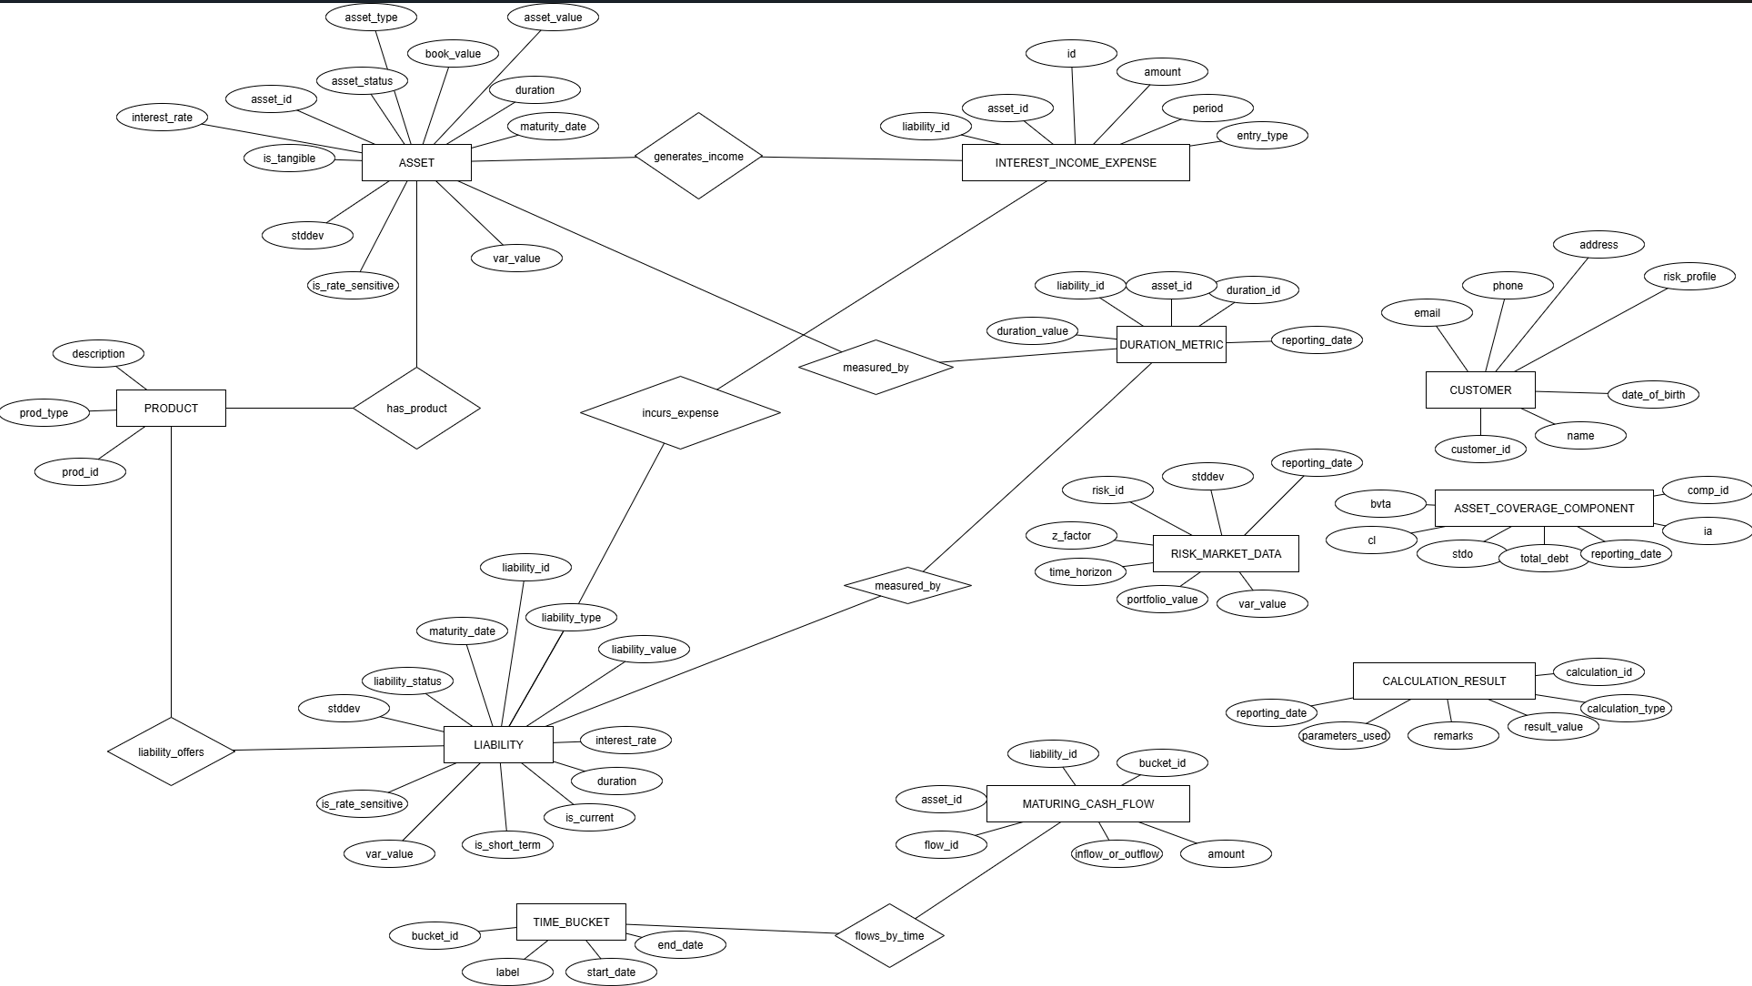 asset_type
asset_value
book_value
id
amount
asset_status
duration
asset_id
asset_id
period
interest_rate
maturity_date
liability_id
entry_type
is_tangible
ASSET
generates_income
INTEREST_INCOME_EXPENSE
stddev
var_value
is_rate_sensitive
address
risk_profile
phone
email
liability_id
asset_id
duration_id
duration_value
DURATION_METRIC
reporting_date
description
PRODUCT
prod_type
prod_id
has_product
incurs_expense
measured_by
CUSTOMER
date_of_birth
customer_id
name
reporting_date
stddev
risk_id
z_factor
RISK_MARKET_DATA
time_horizon
portfolio_value
var_value
bvta
ASSET_COVERAGE_COMPONENT
comp_id
ia
cl
stdo
total_debt
reporting_date
liability_id
measured_by
liability_type
maturity_date
liability_value
liability_status
stddev
LIABILITY
interest_rate
liability_offers
duration
is_rate_sensitive
is_current
is_short_term
var_value
CALCULATION_RESULT
calculation_id
calculation_type
reporting_date
parameters_used
remarks
result_value
liability_id
bucket_id
asset_id
MATURING_CASH_FLOW
flow_id
inflow_or_outflow
amount
TIME_BUCKET
bucket_id
end_date
label
start_date
flows_by_time